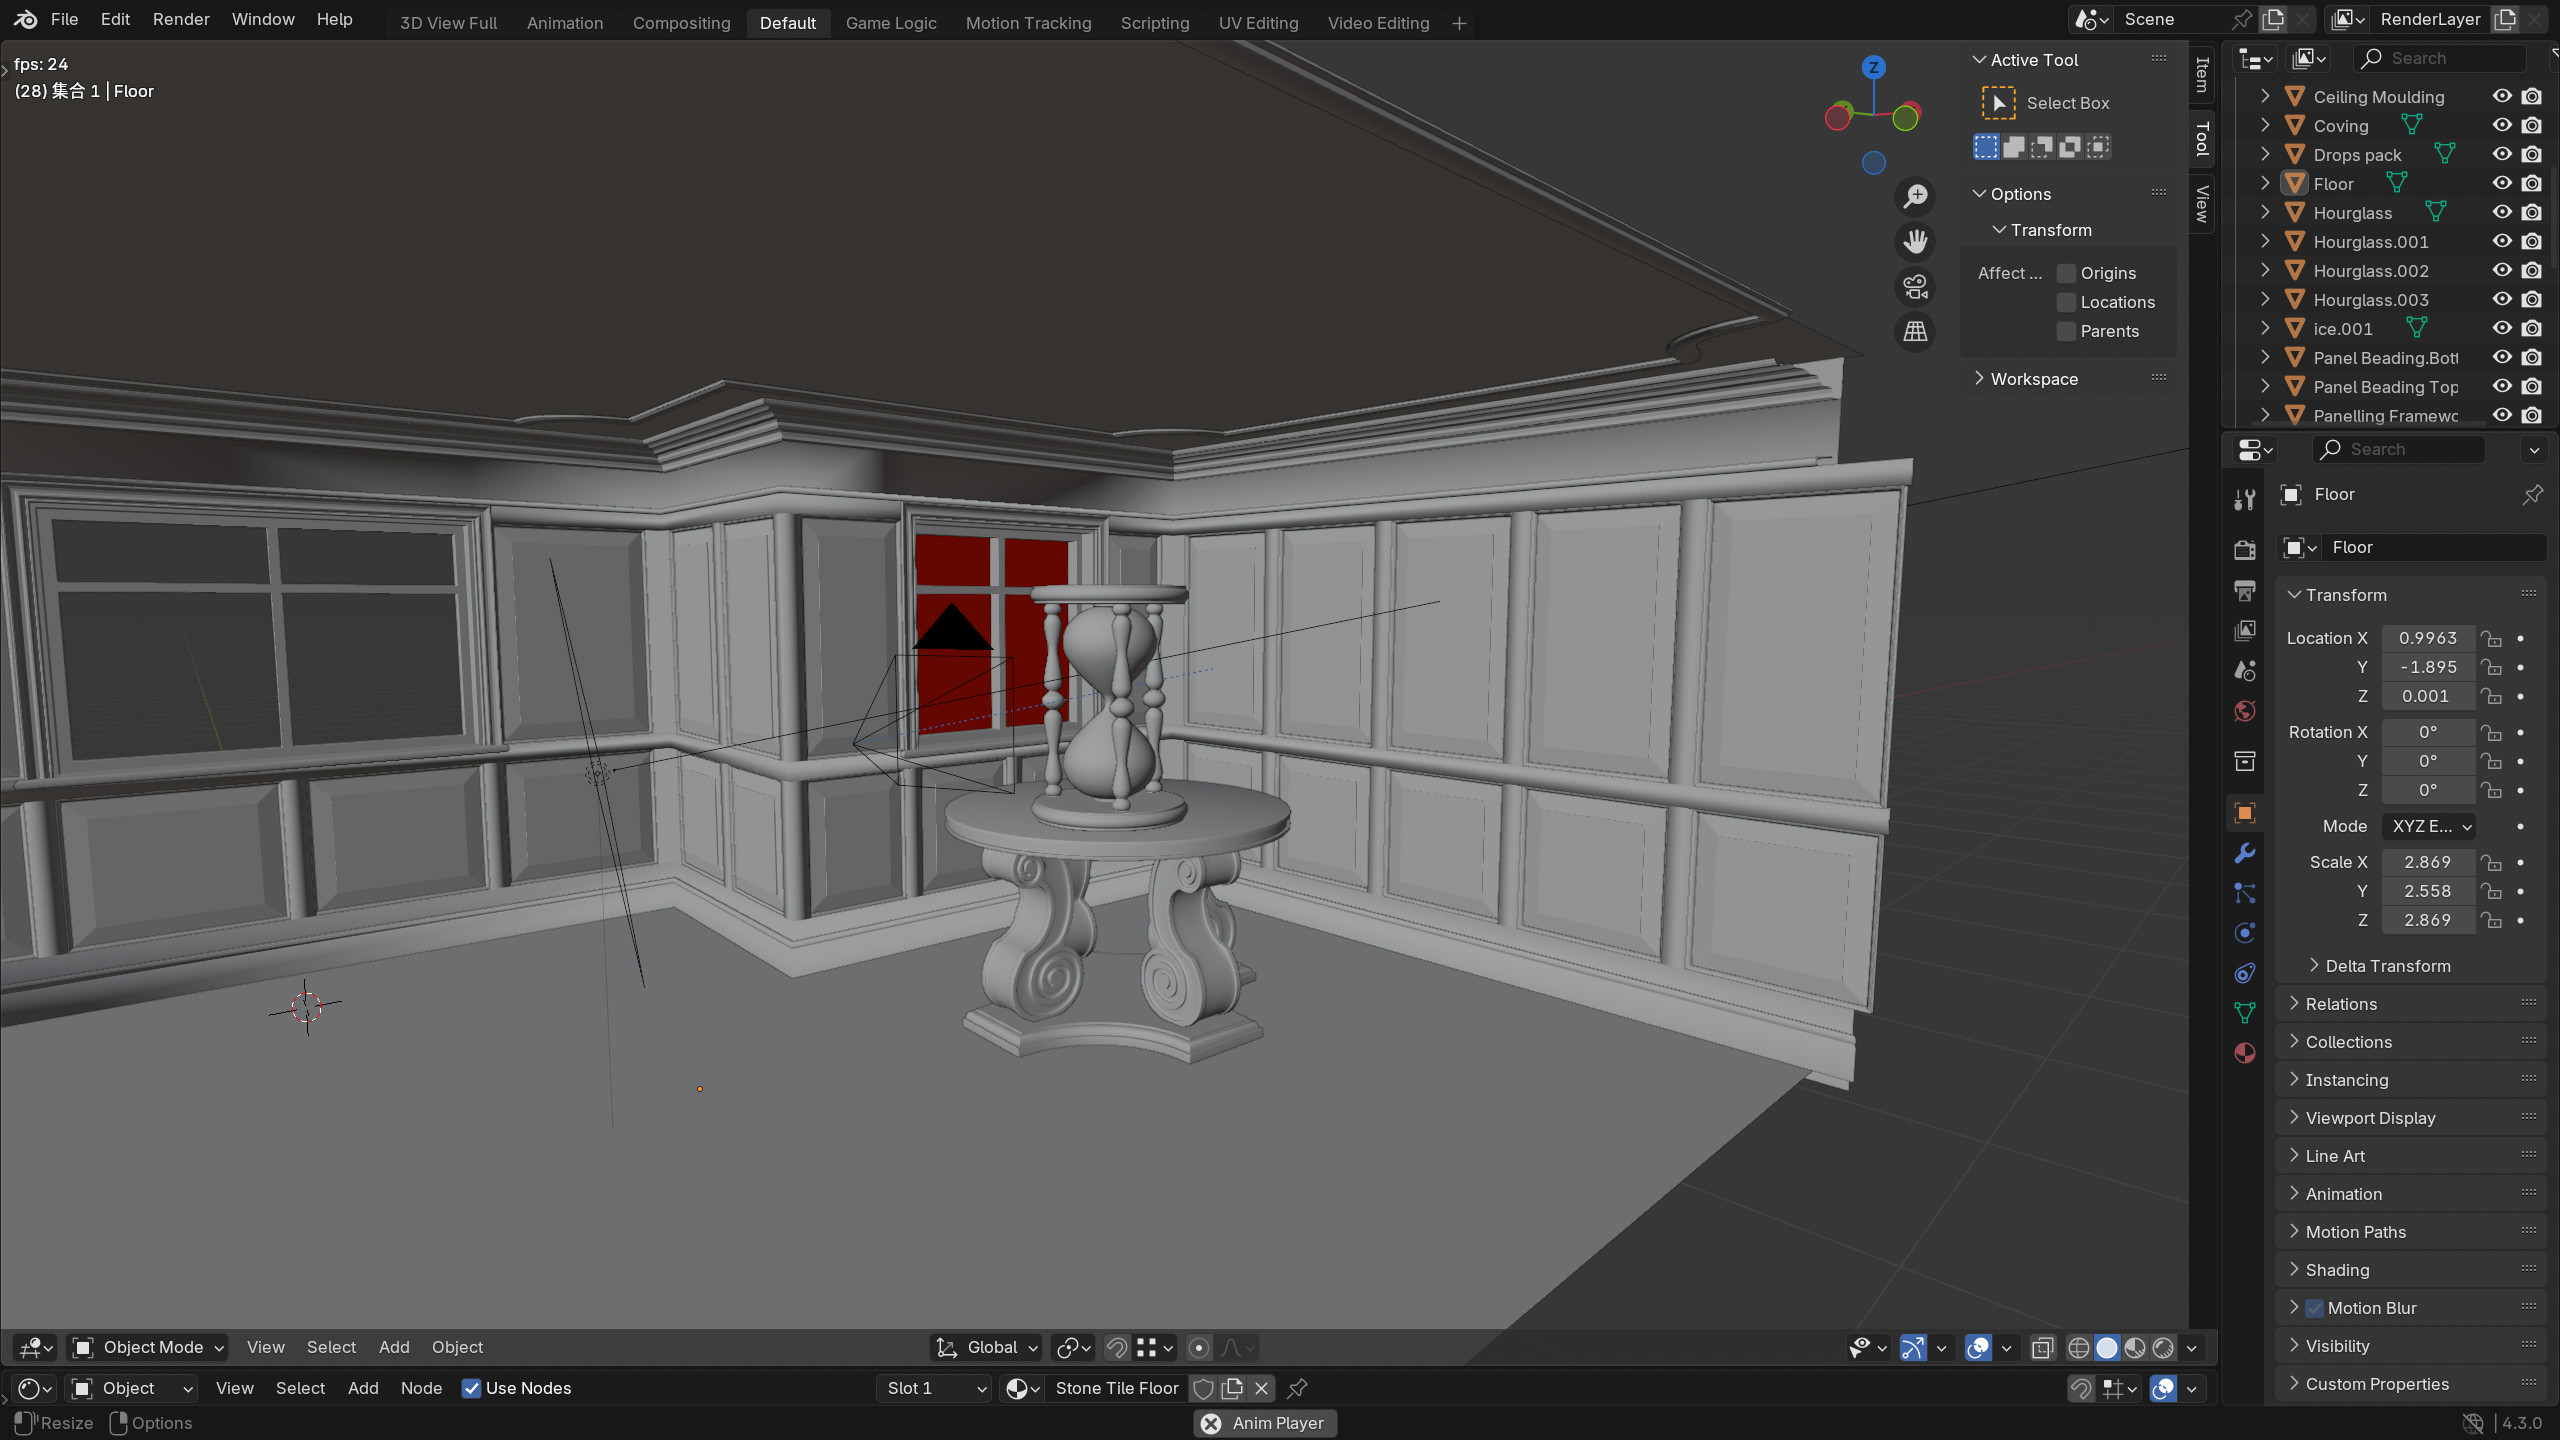 File Edit Render Window Help
3D View Full Animation Compositing Default Game Logic Motion Tracking Scripting UV Editing Video Editing
Scene
RenderLayer
fps: 24
(28) 集合 1 | Floor
Z
Active Tool
Select Box
Options
Transform
Affect ...
Origins
Locations
Parents
Workspace
Item
Tool
View
Search
Ceiling Moulding
Coving
Drops pack
Floor
Hourglass
Hourglass.001
Hourglass.002
Hourglass.003
ice.001
Panel Beading.Bott
Panel Beading Top
Panelling Framewo
Search
Floor
Floor
Transform
Location X 0.9963
Y -1.895
Z 0.001
Rotation X 0°
Y 0°
Z 0°
Mode XYZ E...
Scale X 2.869
Y 2.558
Z 2.869
Delta Transform
Relations
Collections
Instancing
Viewport Display
Line Art
Animation
Motion Paths
Shading
Motion Blur
Visibility
Custom Properties
Object Mode View Select Add Object
Global
Object View Select Add Node Use Nodes
Slot 1
Stone Tile Floor
Resize Options
Anim Player
4.3.0